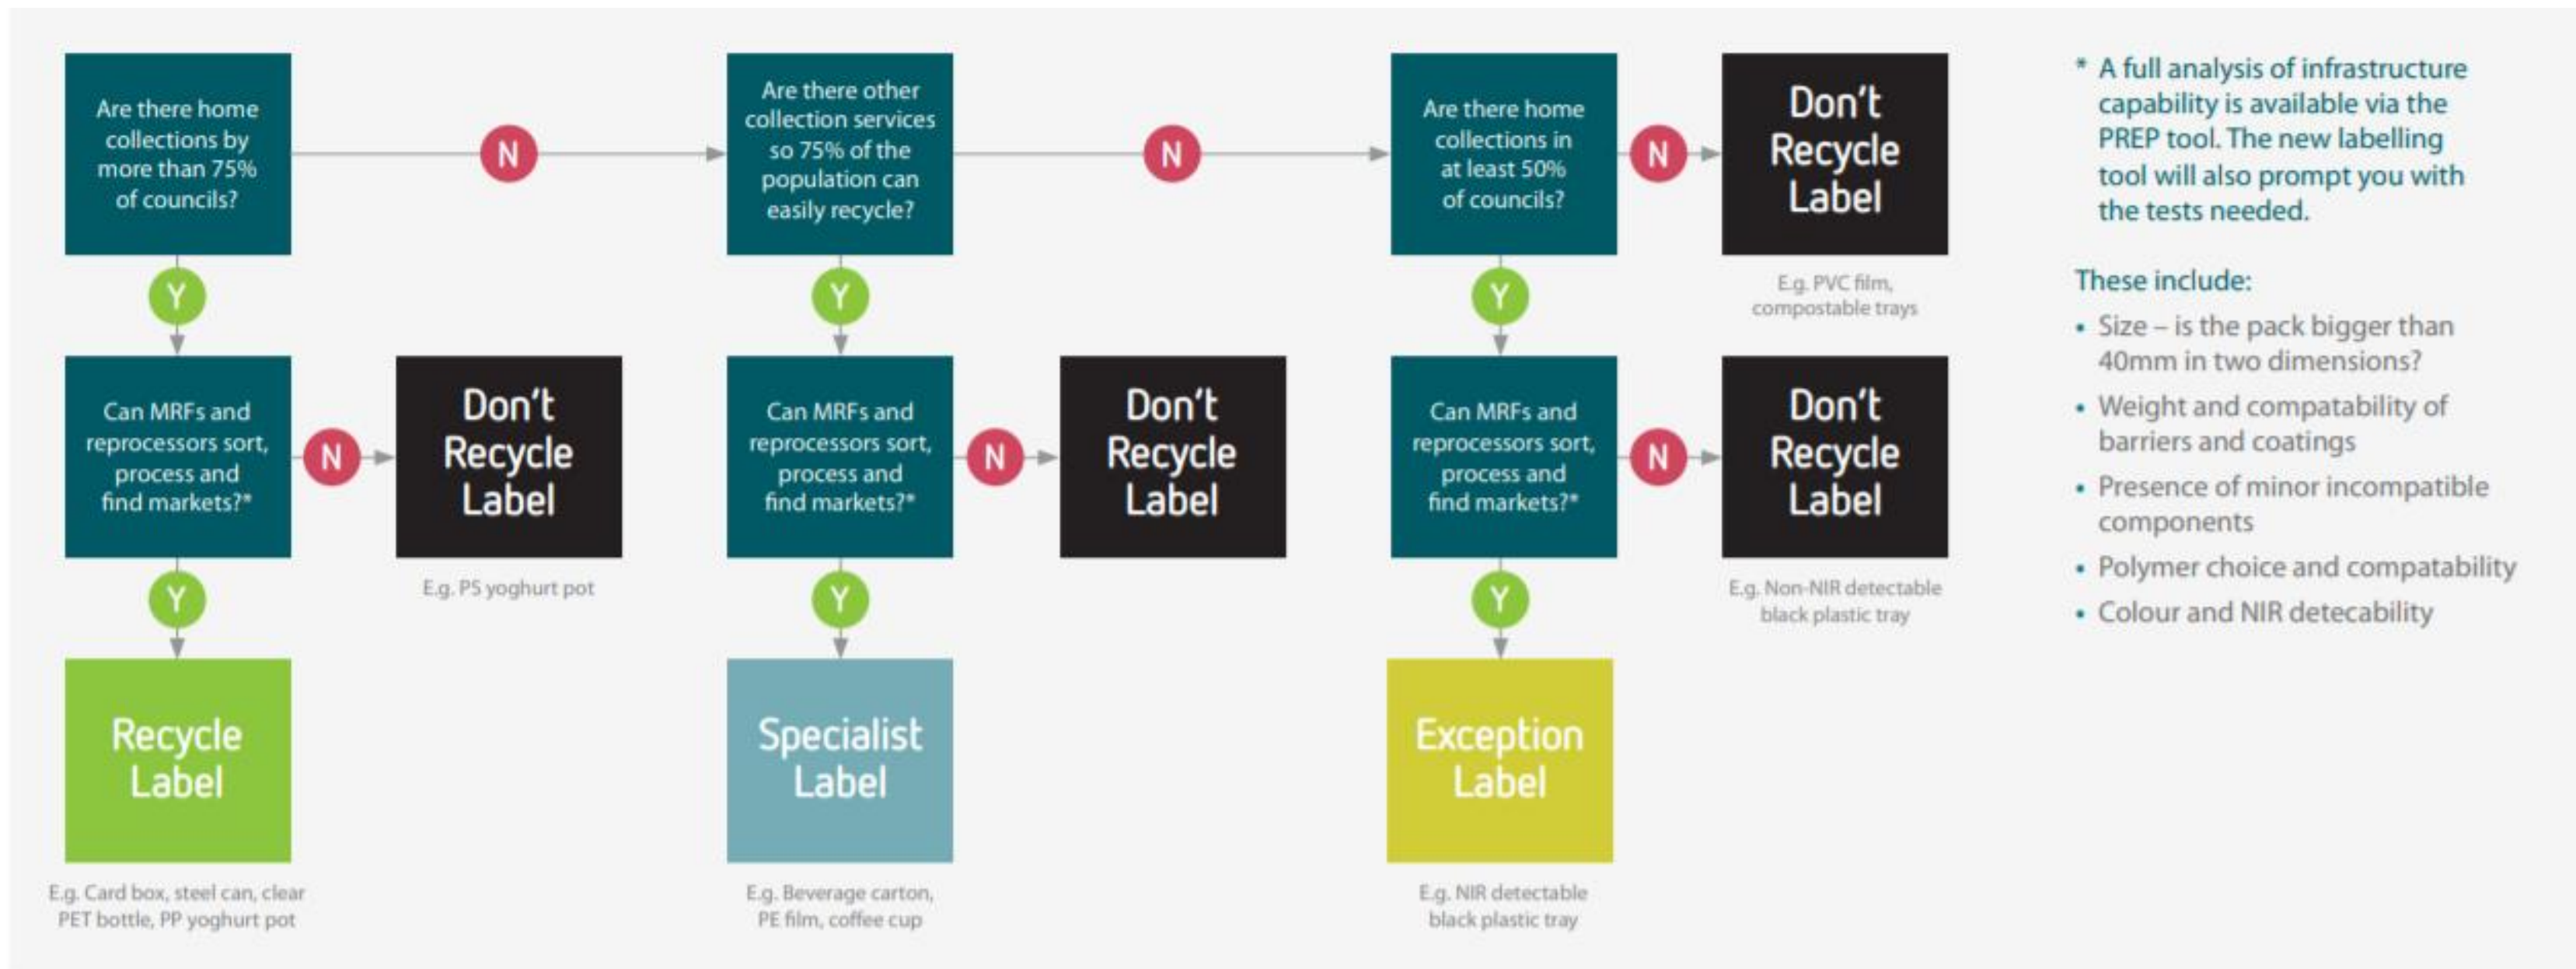 Are there home
collections by
more than 75%
of councils?
N
Are there other
collection services
so 75% of the
population can
easily recycle?
N
Are there home
collections in
at least 50%
of councils?
N
Don't
Recycle
Label
E.g. PVC film,
compostable trays
Y
Y
Y
Can MRFs and
reprocessors sort,
process and
find markets?*
N
Don't
Recycle
Label
E.g. PS yoghurt pot
Can MRFs and
reprocessors sort,
process and
find markets?*
N
Don't
Recycle
Label
Can MRFs and
reprocessors sort,
process and
find markets?*
N
Don't
Recycle
Label
E.g. Non-NIR detectable
black plastic tray
Y
Y
Y
Recycle
Label
E.g. Card box, steel can, clear
PET bottle, PP yoghurt pot
Specialist
Label
E.g. Beverage carton,
PE film, coffee cup
Exception
Label
E.g. NIR detectable
black plastic tray
* A full analysis of infrastructure
capability is available via the
PREP tool. The new labelling
tool will also prompt you with
the tests needed.
These include:
• Size – is the pack bigger than
40mm in two dimensions?
• Weight and compatability of
barriers and coatings
• Presence of minor incompatible
components
• Polymer choice and compatability
• Colour and NIR detecability